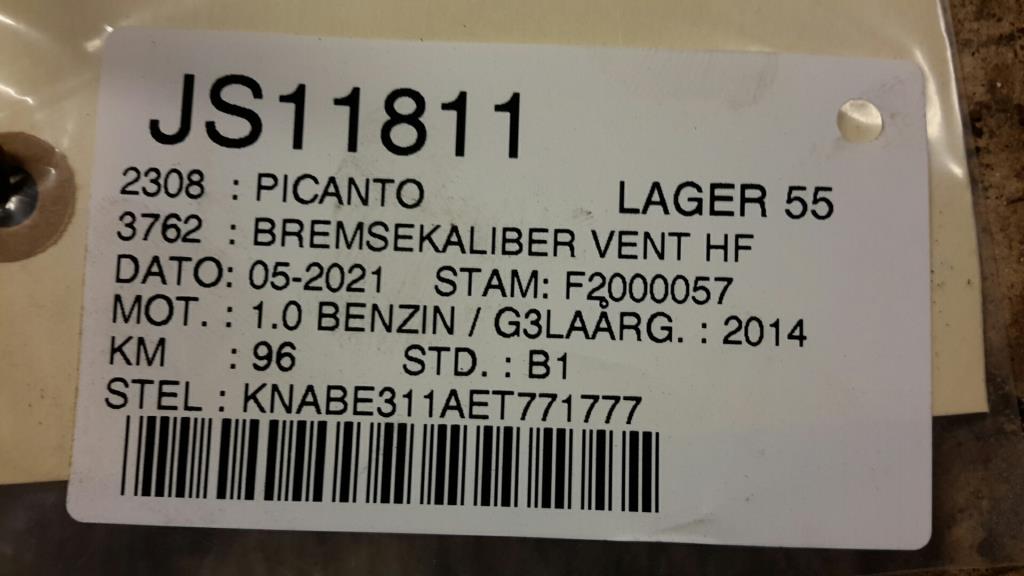 JS11811
2308 : PICANTO LAGER 55
3762 : BREMSEKALIBER VENT HF
DATO: 05-2021 STAM: F2000057
MOT. : 1.0 BENZIN / G3LAÅRG. : 2014
KM : 96 STD. : B1
STEL : KNABE311AET771777